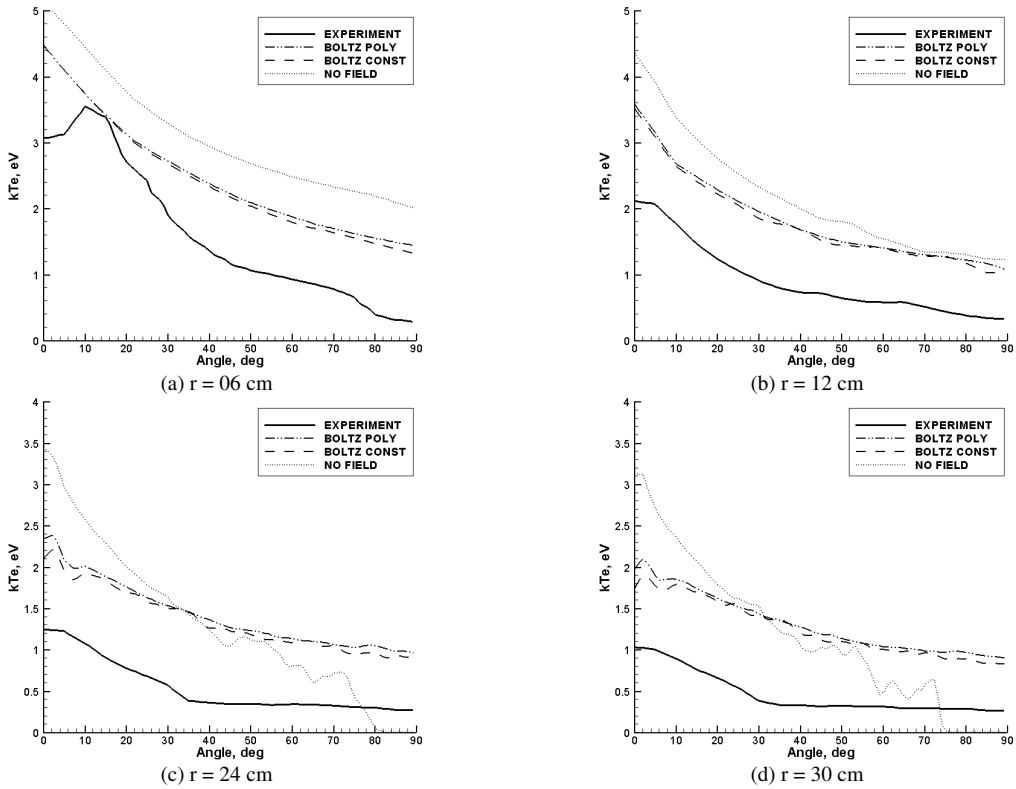 5
4
3
2
1
0
kTe, eV
0 10 20 30 40 50 60 70 80 90
Angle, deg
EXPERIMENT
BOLTZ POLY
BOLTZ CONST
NO FIELD
(a) r = 06 cm
5
4
3
2
1
0
kTe, eV
0 10 20 30 40 50 60 70 80 90
Angle, deg
EXPERIMENT
BOLTZ POLY
BOLTZ CONST
NO FIELD
(b) r = 12 cm
4
3.5
3
2.5
2
1.5
1
0.5
0
kTe, eV
0 10 20 30 40 50 60 70 80 90
Angle, deg
EXPERIMENT
BOLTZ POLY
BOLTZ CONST
NO FIELD
(c) r = 24 cm
4
3.5
3
2.5
2
1.5
1
0.5
0
kTe, eV
0 10 20 30 40 50 60 70 80 90
Angle, deg
EXPERIMENT
BOLTZ POLY
BOLTZ CONST
NO FIELD
(d) r = 30 cm